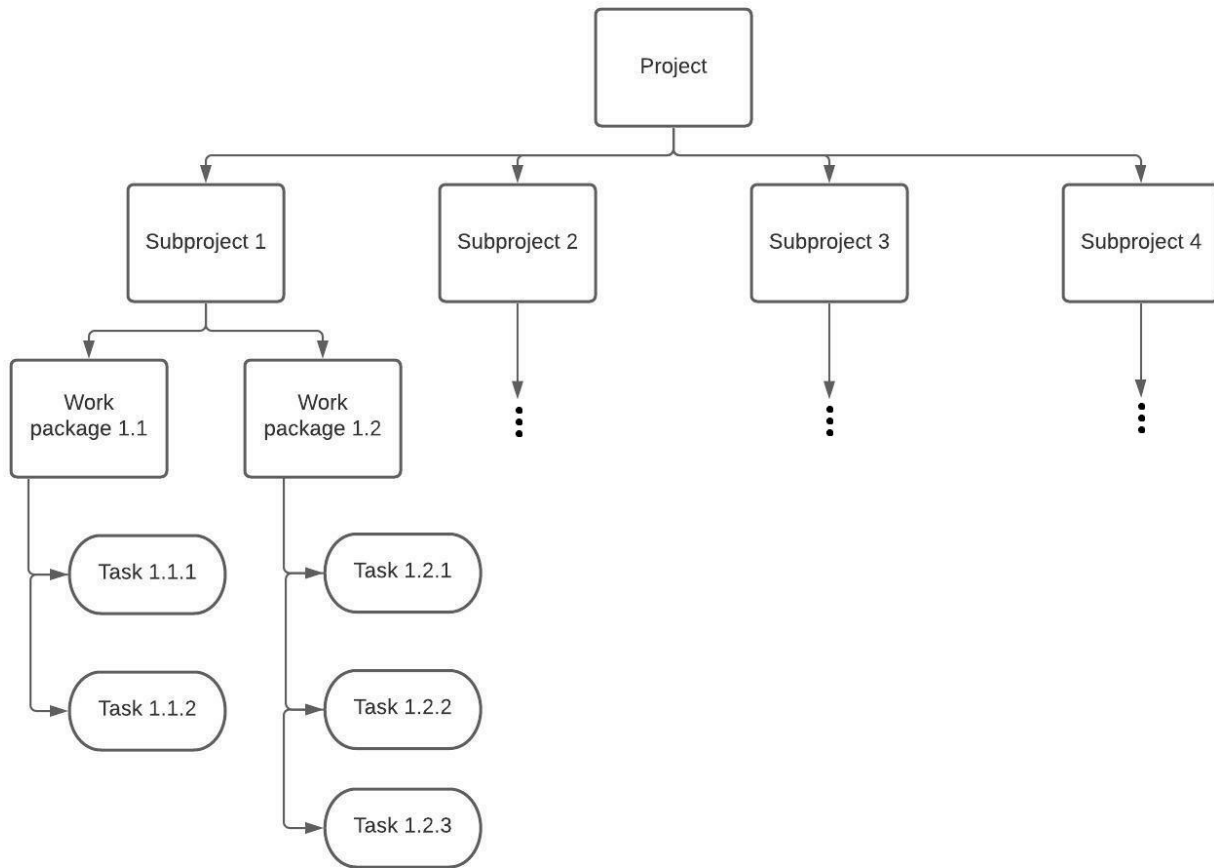 Project
Subproject 1
Subproject 2
Subproject 3
Subproject 4
Work
package 1.1
Work
package 1.2
Task 1.1.1
Task 1.2.1
Task 1.1.2
Task 1.2.2
Task 1.2.3